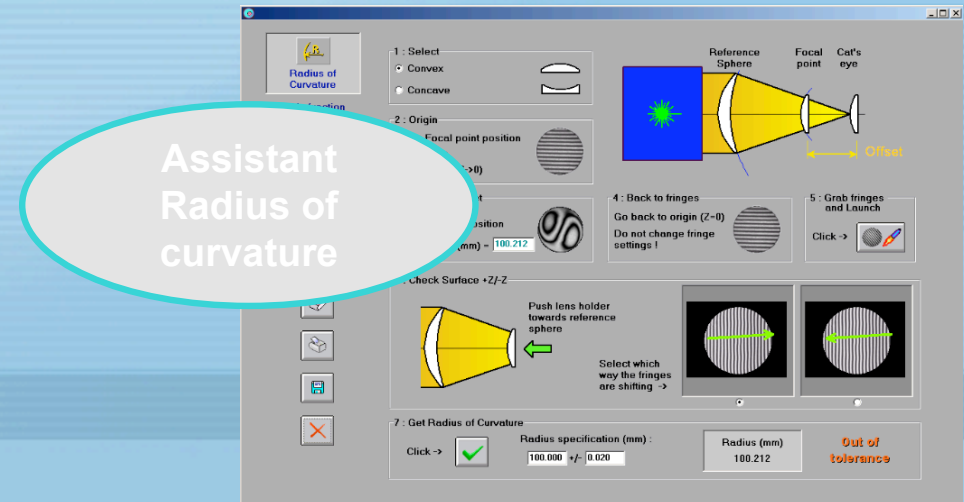 Radius of
Curvature
Assistant
Radius of
curvature
1 : Select
Convex
Concave
2 : Origin
Focal point position
Reference
Sphere
Focal
point
Cat's
eye
Offset
(mm) = 100.212
4 : Back to fringes
Go back to origin (Z=0)
Do not change fringe
settings !
5 : Grab fringes
and Launch
Click ->
Check Surface +Z/-Z
Push lens holder
towards reference
sphere
Select which
way the fringes
are shifting ->
7 : Get Radius of Curvature
Click ->
Radius specification (mm) :
100.000 +/- 0.020
Radius (mm)
100.212
Out of
tolerance